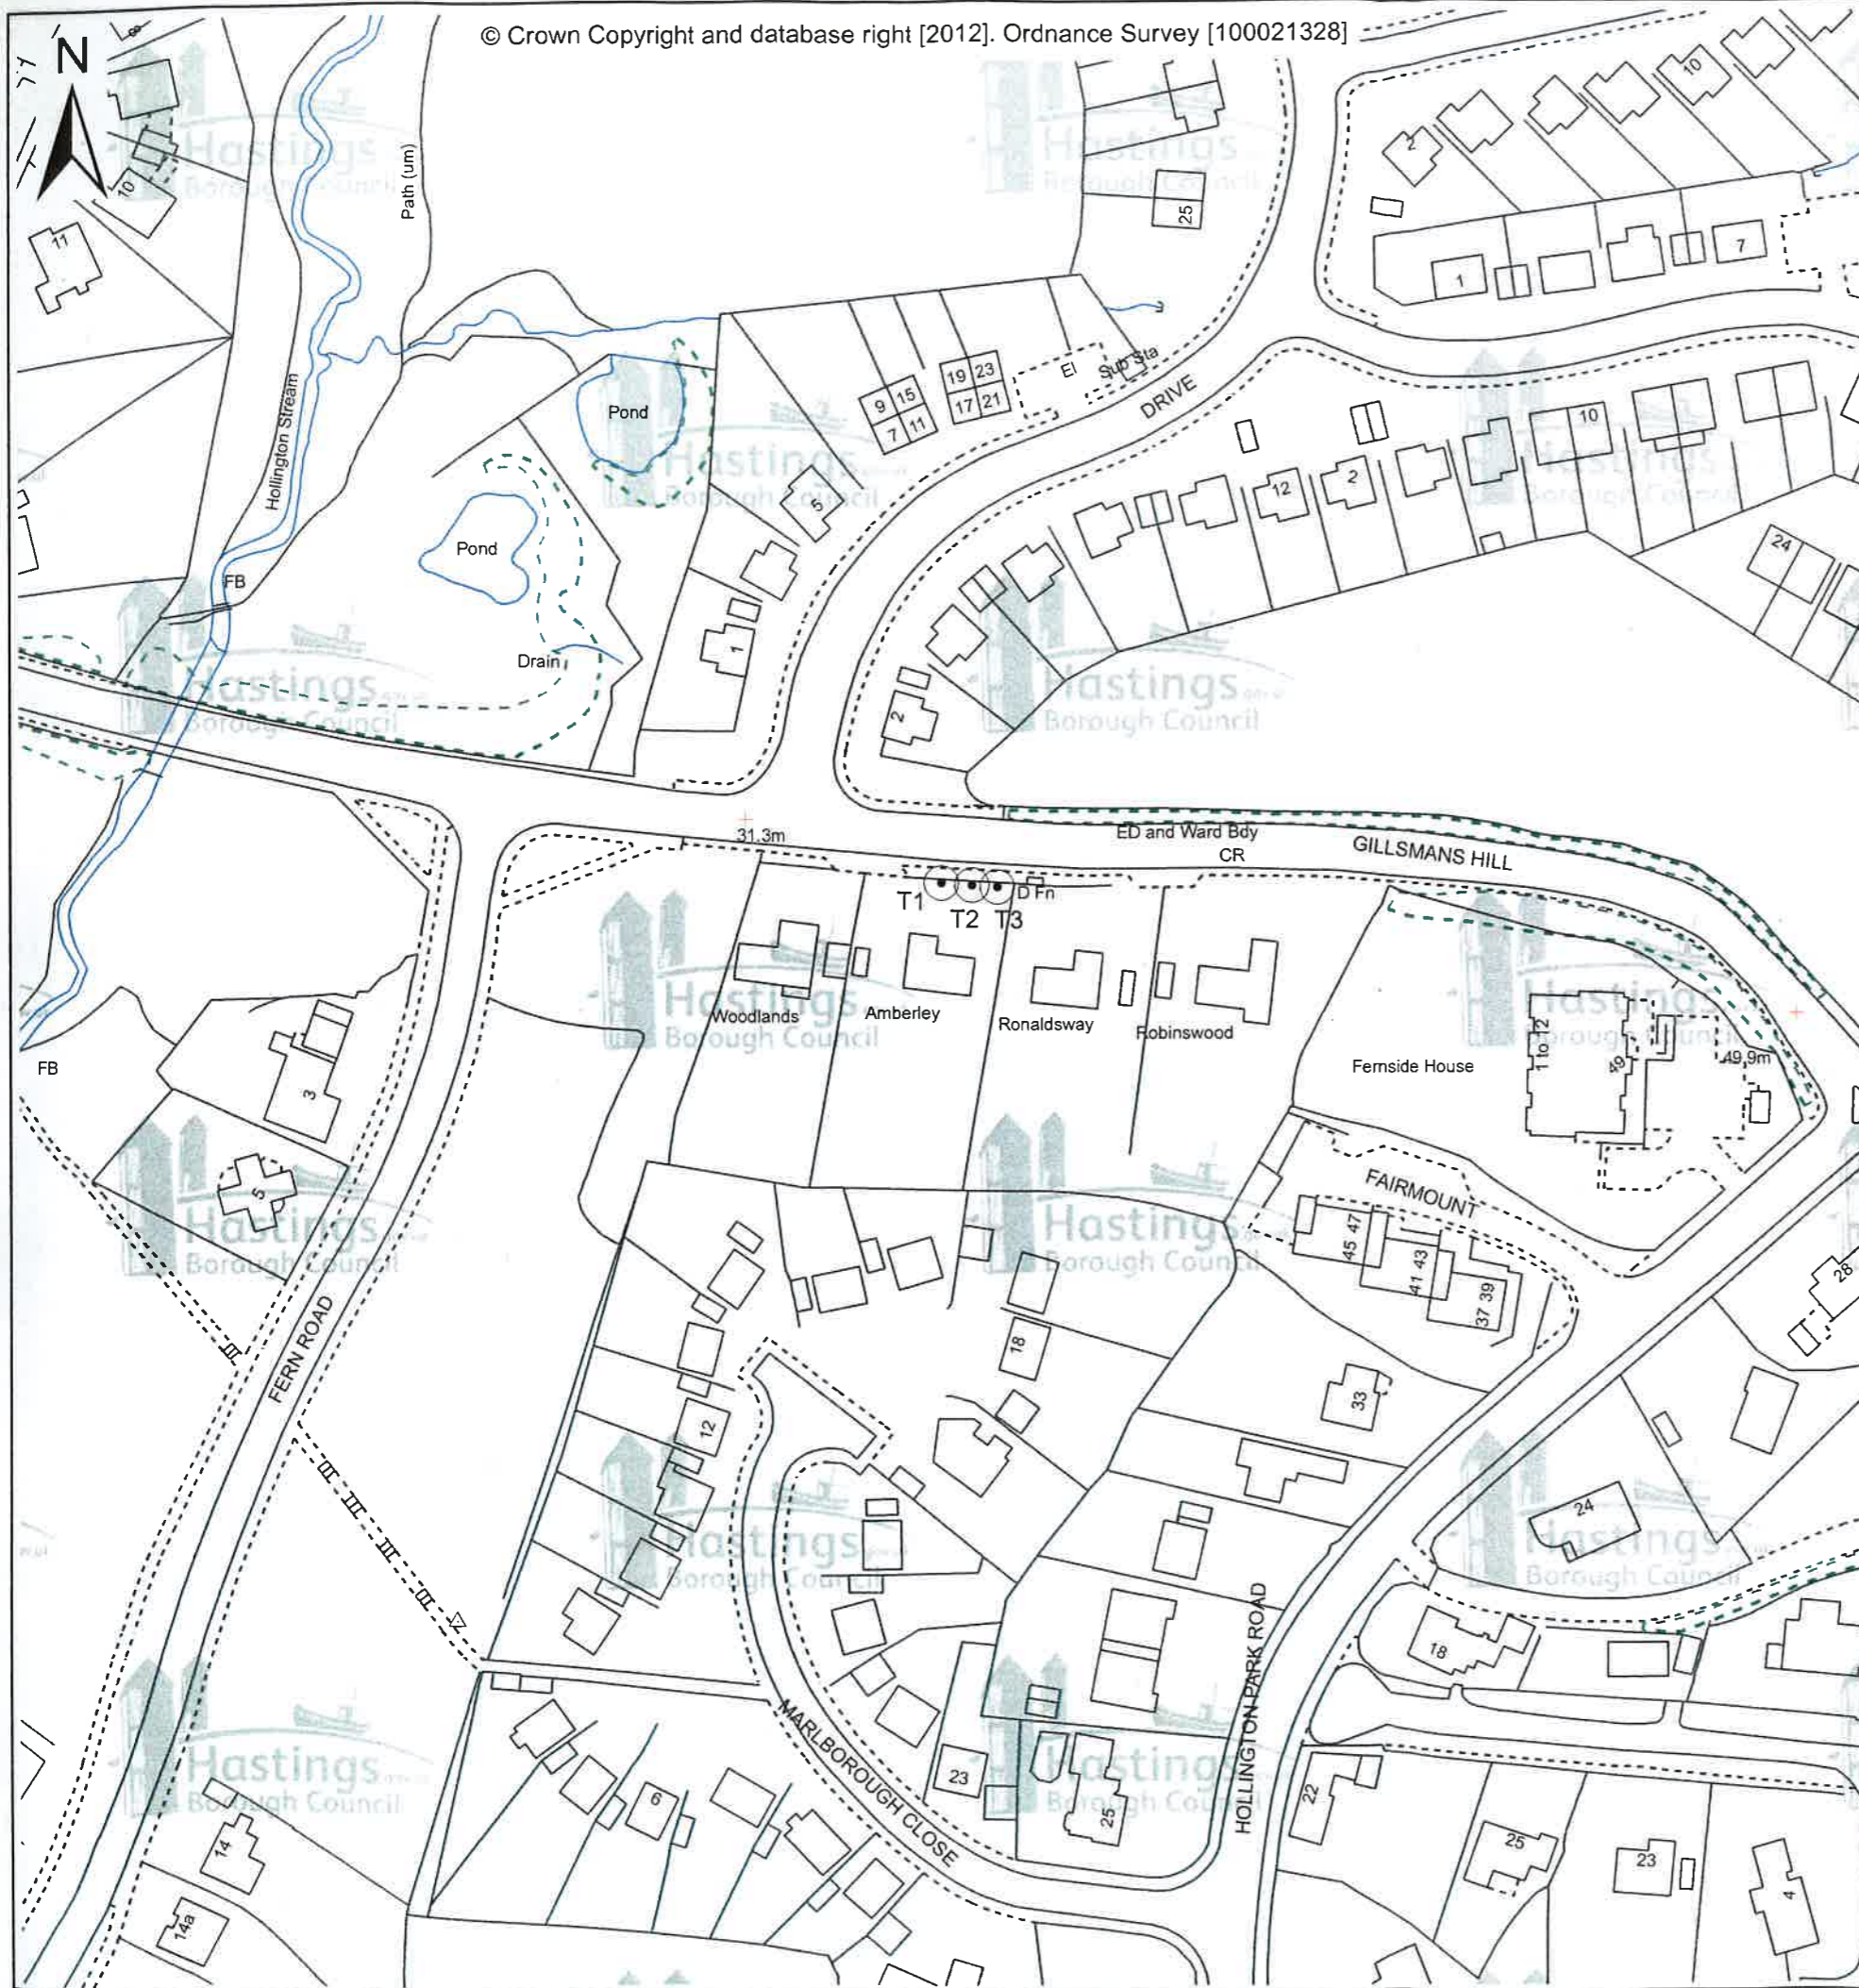 © Crown Copyright and database right [2012]. Ordnance Survey [100021328]
N
8
10
11
Path (um)
Hollington Stream
25
2
10
1
7
Pond
Pond
9 15
7 11
19 23
17 21
El Sub Sta
DRIVE
5
12
2
10
24
FB
Drain
1
2
31.3m
ED and Ward Bdy
CR
GILLSMANS HILL
T1
T2
T3
D Fn
Woodlands
Amberley
Ronaldsway
Robinswood
Fernside House
1 to 12
49
49.9m
FB
3
5
FAIRMOUNT
45 47
41 43
37 39
28
FERN ROAD
18
33
12
24
HOLLINGTON PARK ROAD
18
MARLBOROUGH CLOSE
23
25
22
6
25
23
4
14
14a
Hastings
Borough Council